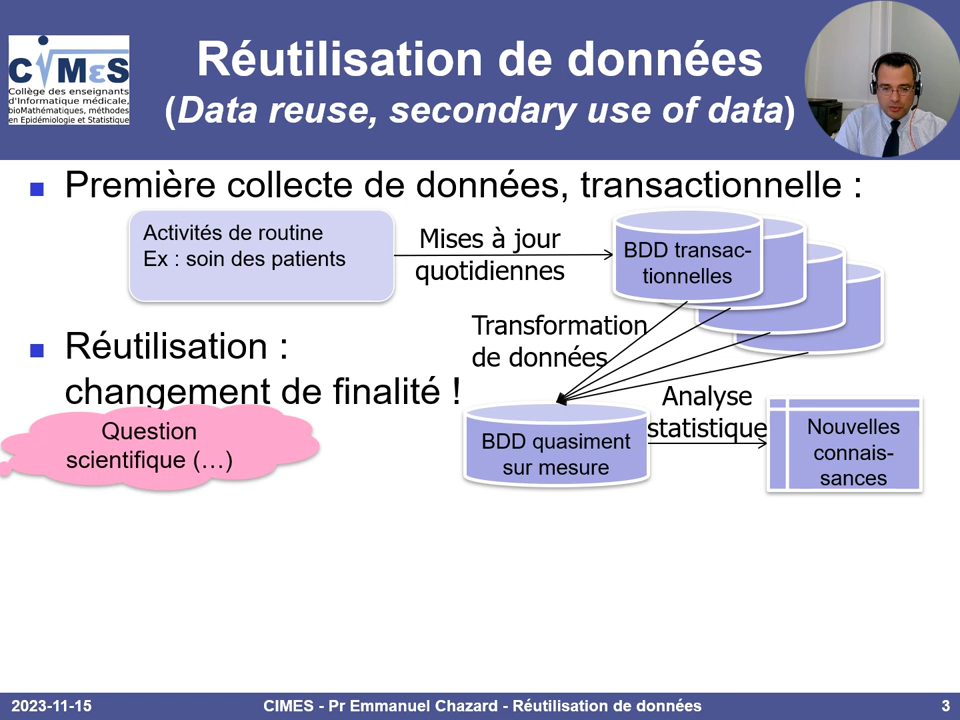 CiMεS
Collège des enseignants
d'Informatique médicale,
bioMathématiques, méthodes
en Epidémiologie et Statistique
Réutilisation de données
(Data reuse, secondary use of data)
Première collecte de données, transactionnelle :
Activités de routine
Ex : soin des patients
Mises à jour
quotidiennes
BDD transac-
tionnelles
Réutilisation :
changement de finalité !
Transformation
de données
Question
scientifique (…)
BDD quasiment
sur mesure
Analyse
statistique
Nouvelles
connais-
sances
2023-11-15
CIMES - Pr Emmanuel Chazard - Réutilisation de données
3